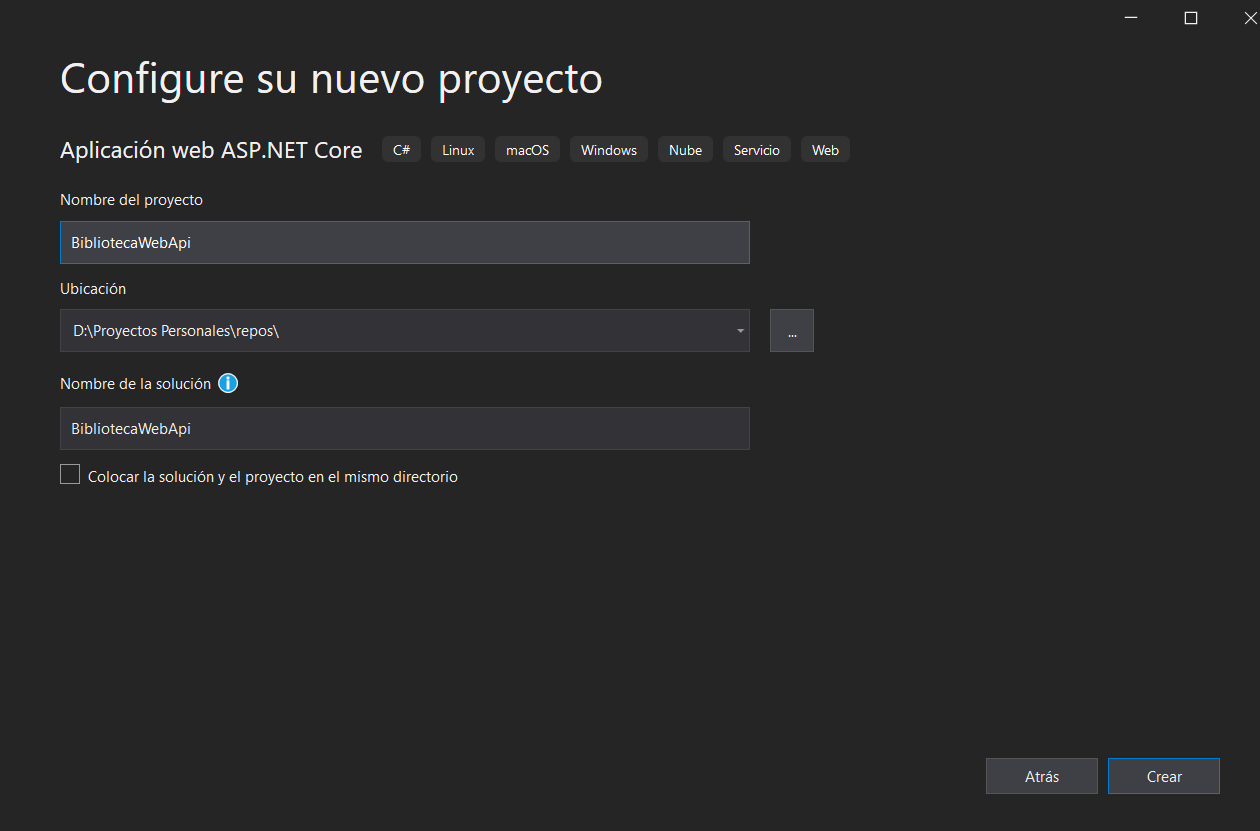 Configure su nuevo proyecto
Aplicación web ASP.NET Core C# Linux macOS Windows Nube Servicio Web
Nombre del proyecto
BibliotecaWebApi
Ubicación
D:\Proyectos Personales\repos\
...
Nombre de la solución
BibliotecaWebApi
Colocar la solución y el proyecto en el mismo directorio
Atrás Crear